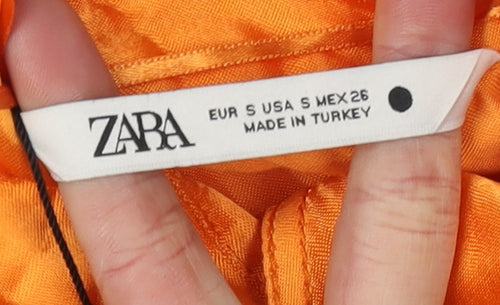 ZARA
EUR S USA S MEX 26
MADE IN TURKEY